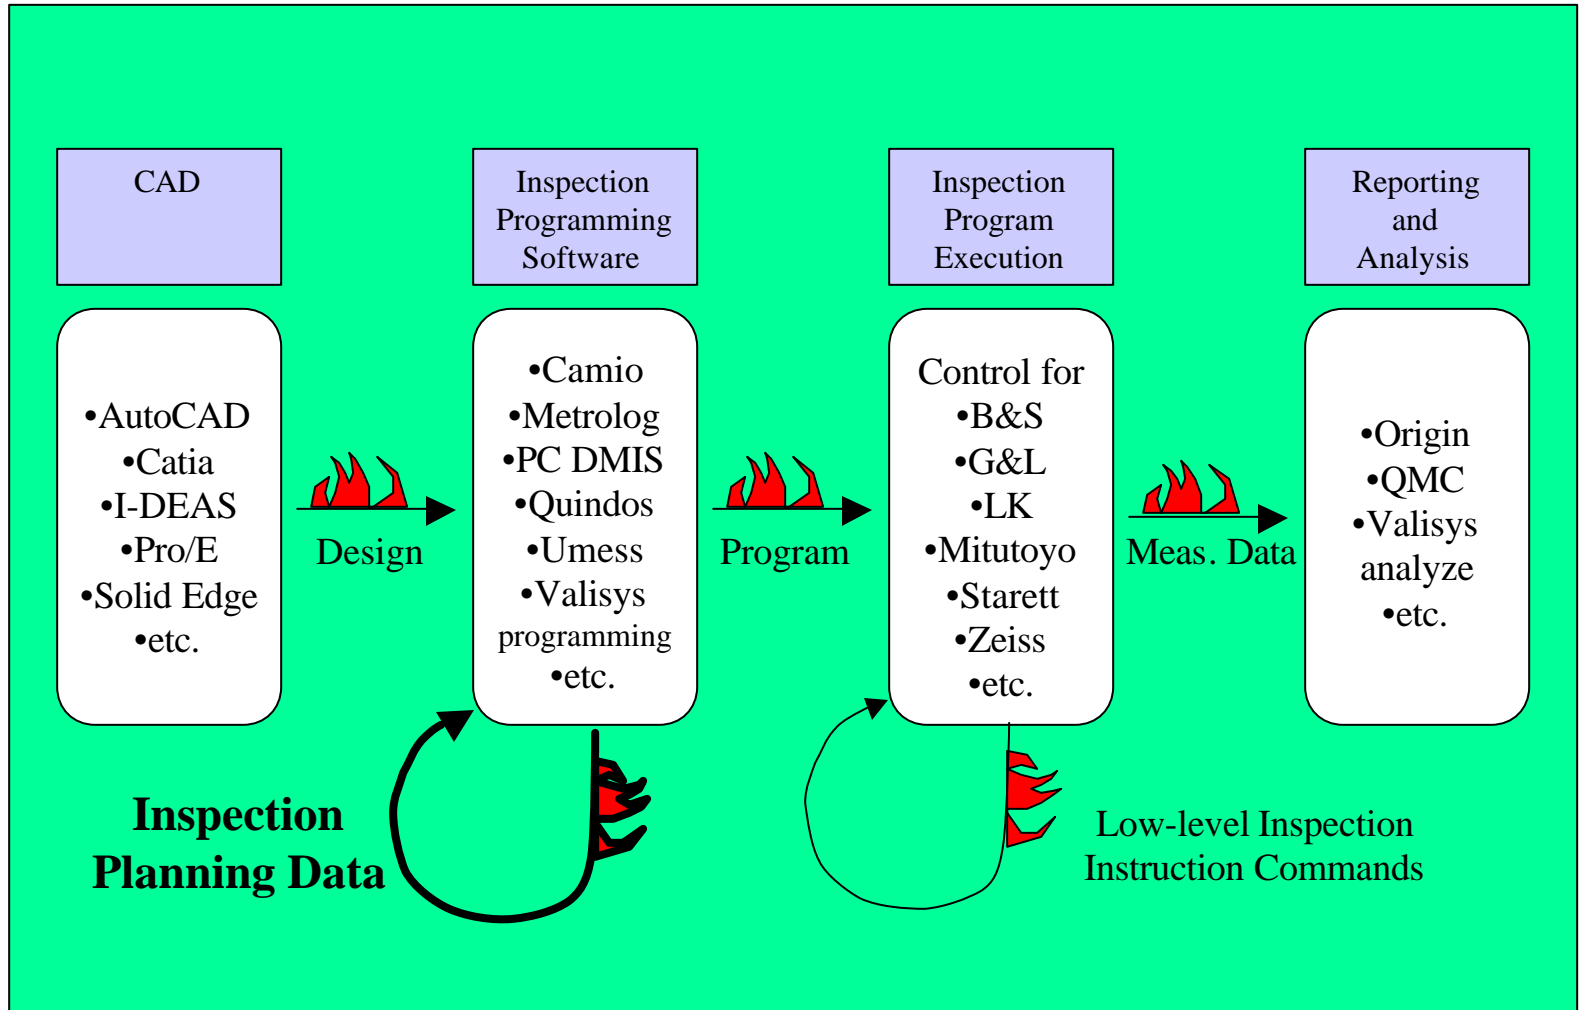 CAD
Inspection
Programming
Software
Inspection
Program
Execution
Reporting
and
Analysis
•AutoCAD
•Catia
•I-DEAS
•Pro/E
•Solid Edge
•etc.
Design
•Camio
•Metrolog
•PC DMIS
•Quindos
•Umess
•Valisys
programming
•etc.
Program
Control for
•B&S
•G&L
•LK
•Mitutoyo
•Starett
•Zeiss
•etc.
Meas. Data
•Origin
•QMC
•Valisys
analyze
•etc.
Inspection
Planning Data
Low-level Inspection
Instruction Commands